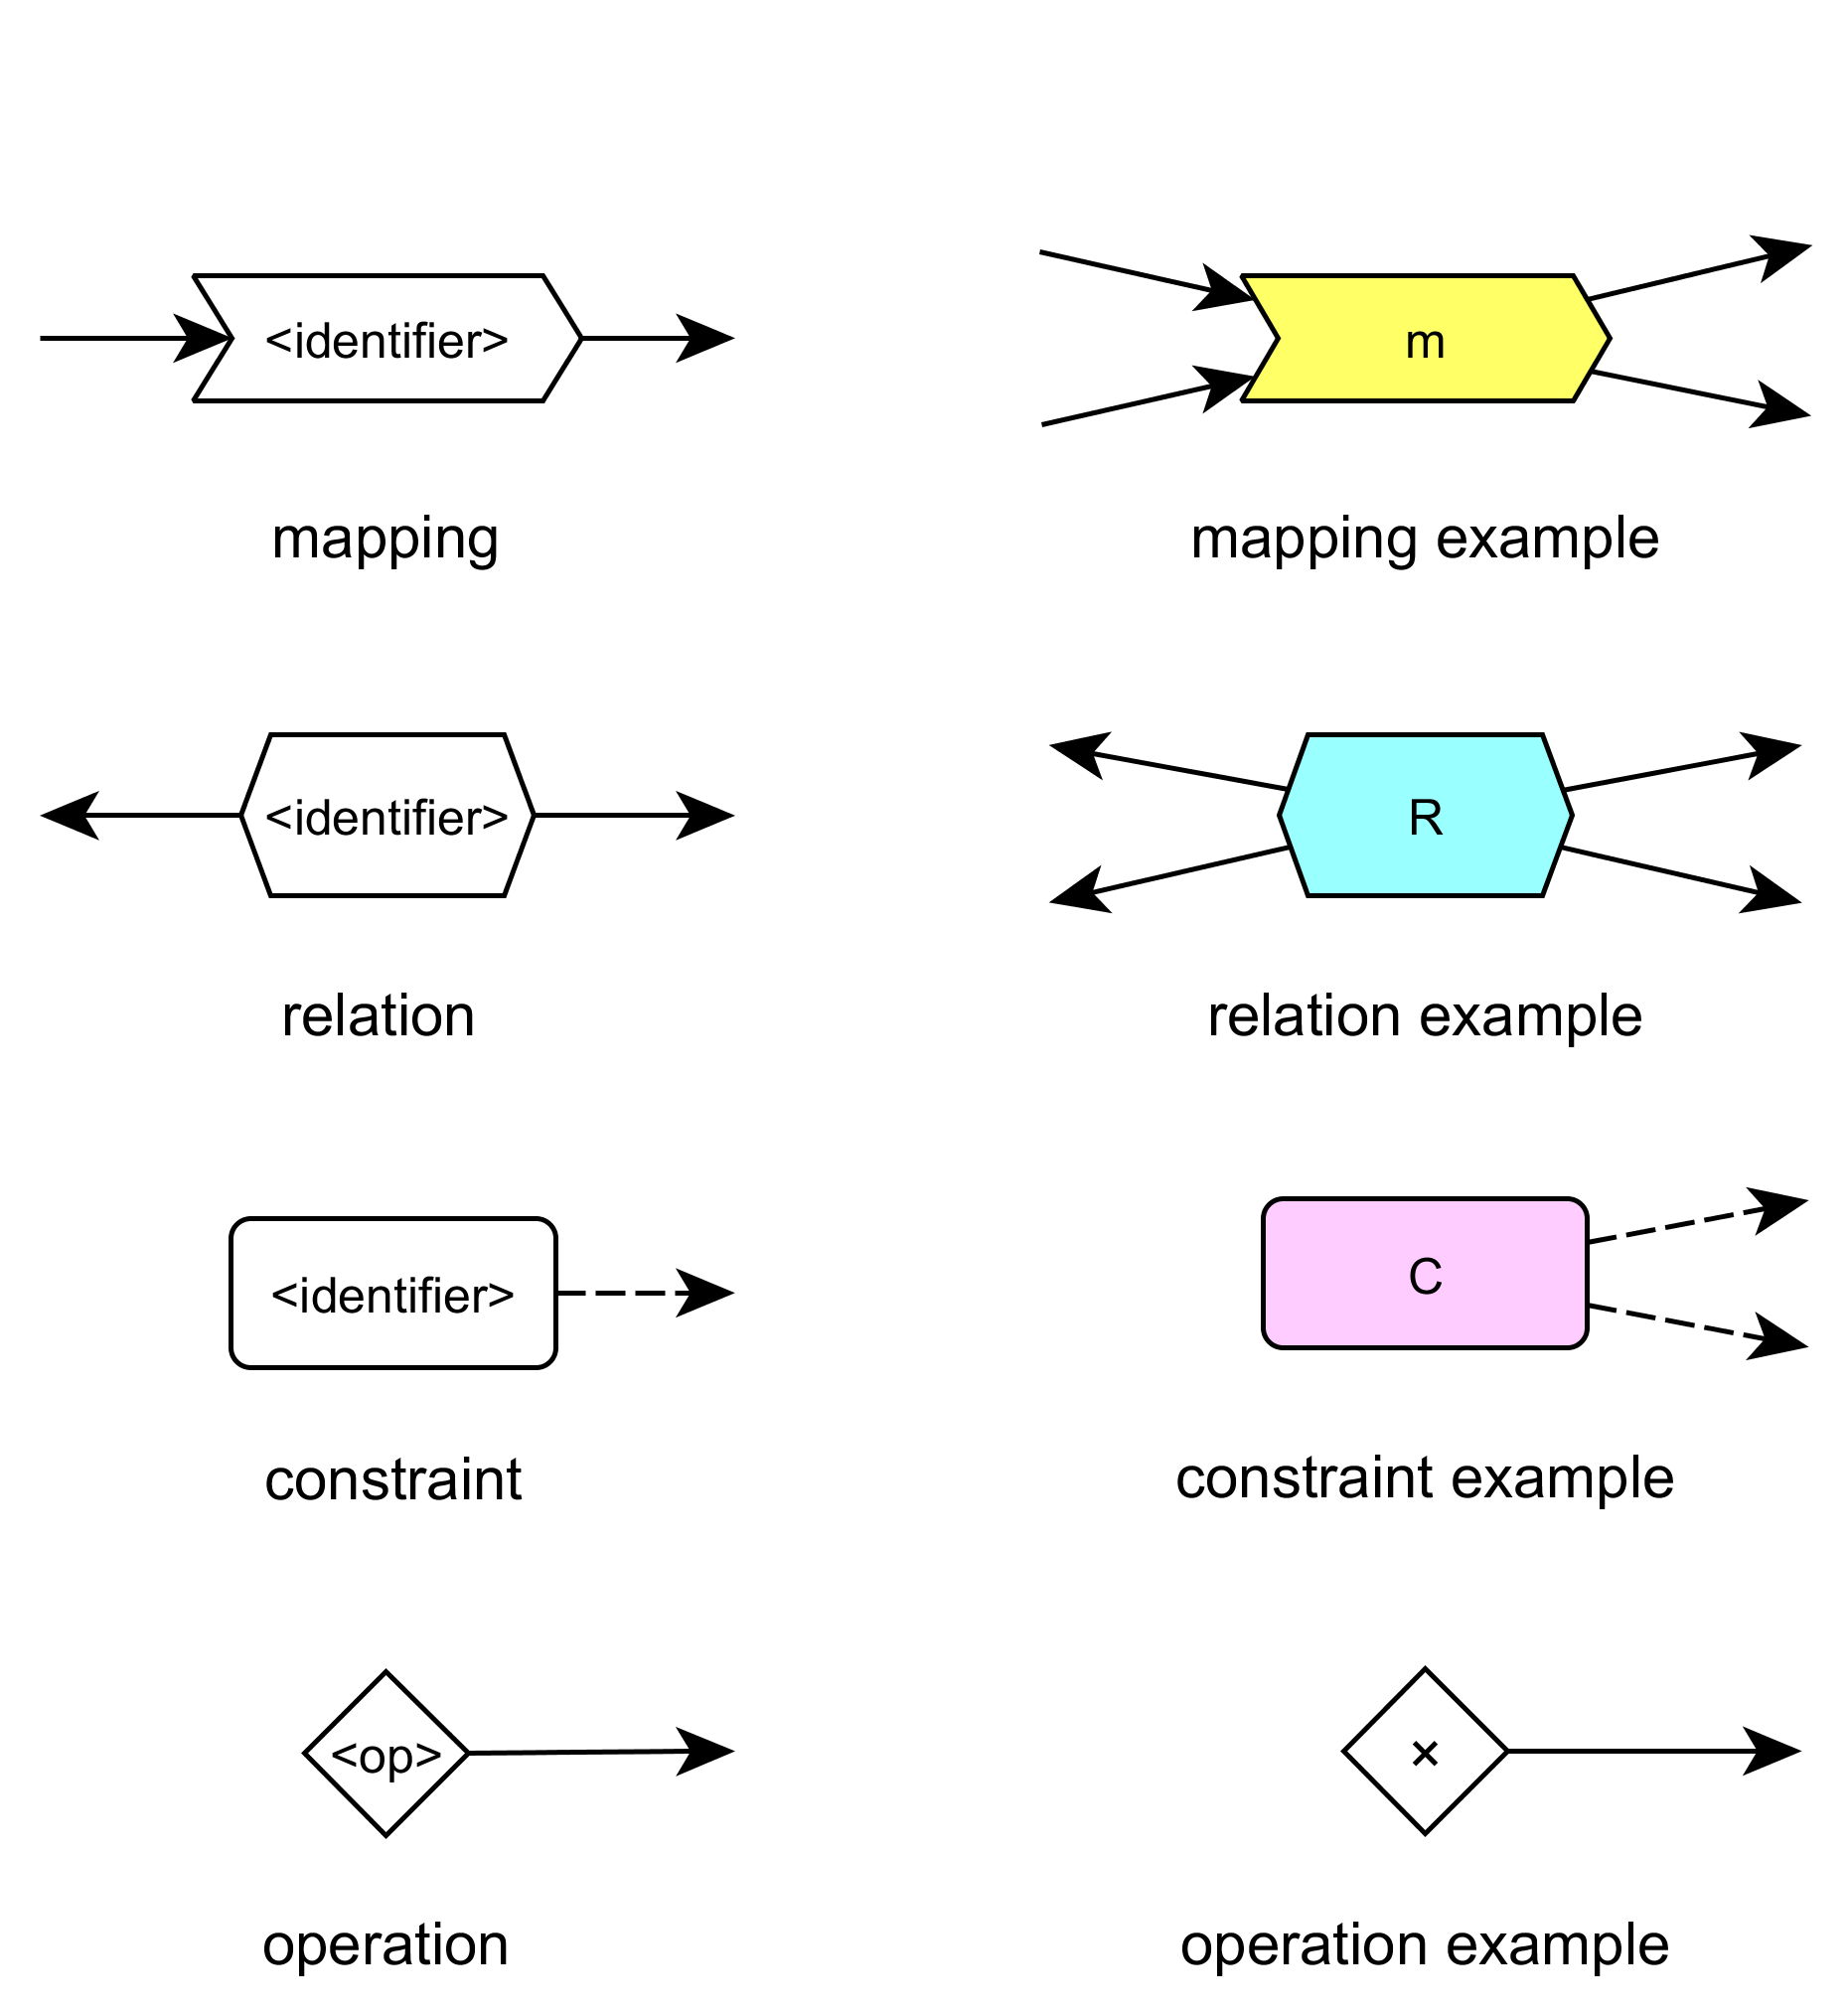 <identifier>
m
mapping
mapping example
<identifier>
R
relation
relation example
<identifier>
C
constraint
constraint example
<op>
×
operation
operation example